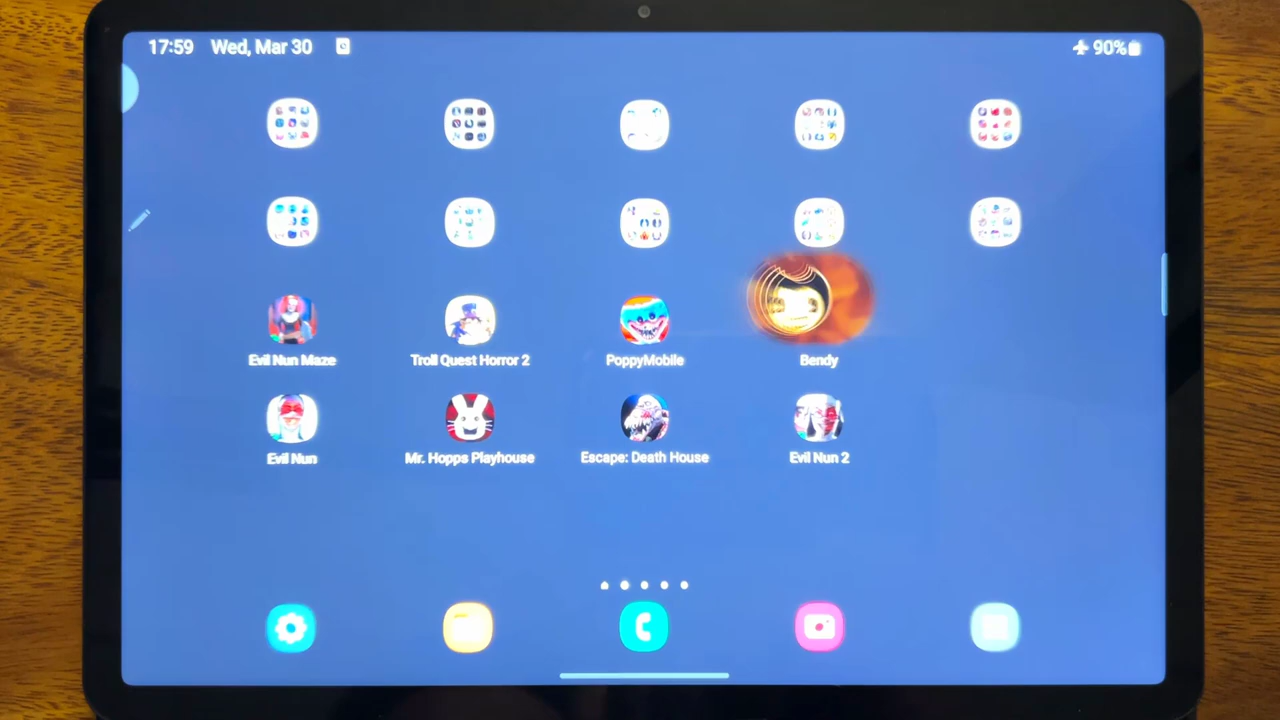 17:59 Wed, Mar 30 90%
Evil Nun Maze Troll Quest Horror 2 PoppyMobile Bendy
Evil Nun Mr. Hopps Playhouse Escape: Death House Evil Nun 2